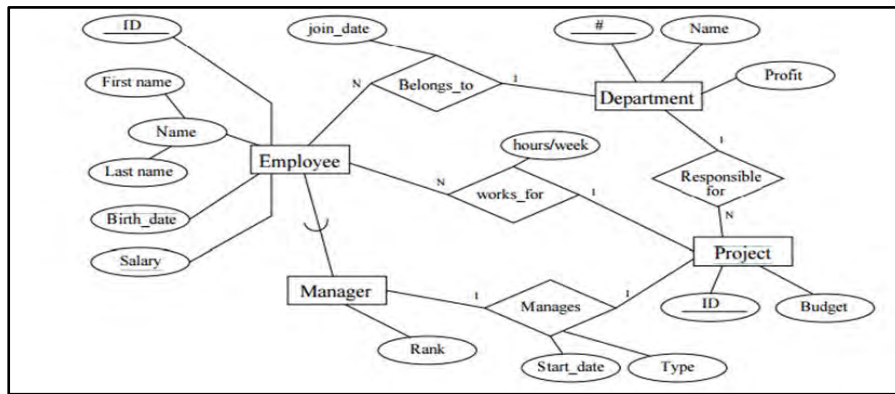 ID
join_date
#
Name
First name
N
Belongs_to
1
Profit
Department
Name
hours/week
1
Employee
Responsible
for
Last name
N
works_for
1
Birth_date
N
Salary
Project
Manager
1
Manages
1
ID
Budget
Rank
Start_date
Type